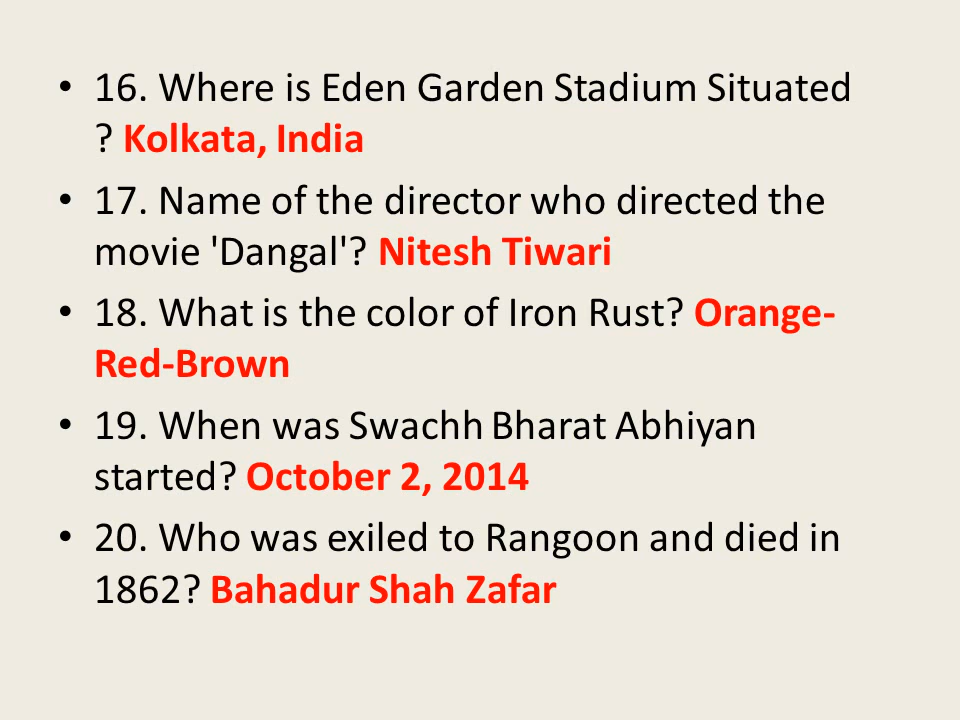 • 16. Where is Eden Garden Stadium Situated
? Kolkata, India
• 17. Name of the director who directed the
movie 'Dangal'? Nitesh Tiwari
• 18. What is the color of Iron Rust? Orange-
Red-Brown
• 19. When was Swachh Bharat Abhiyan
started? October 2, 2014
• 20. Who was exiled to Rangoon and died in
1862? Bahadur Shah Zafar